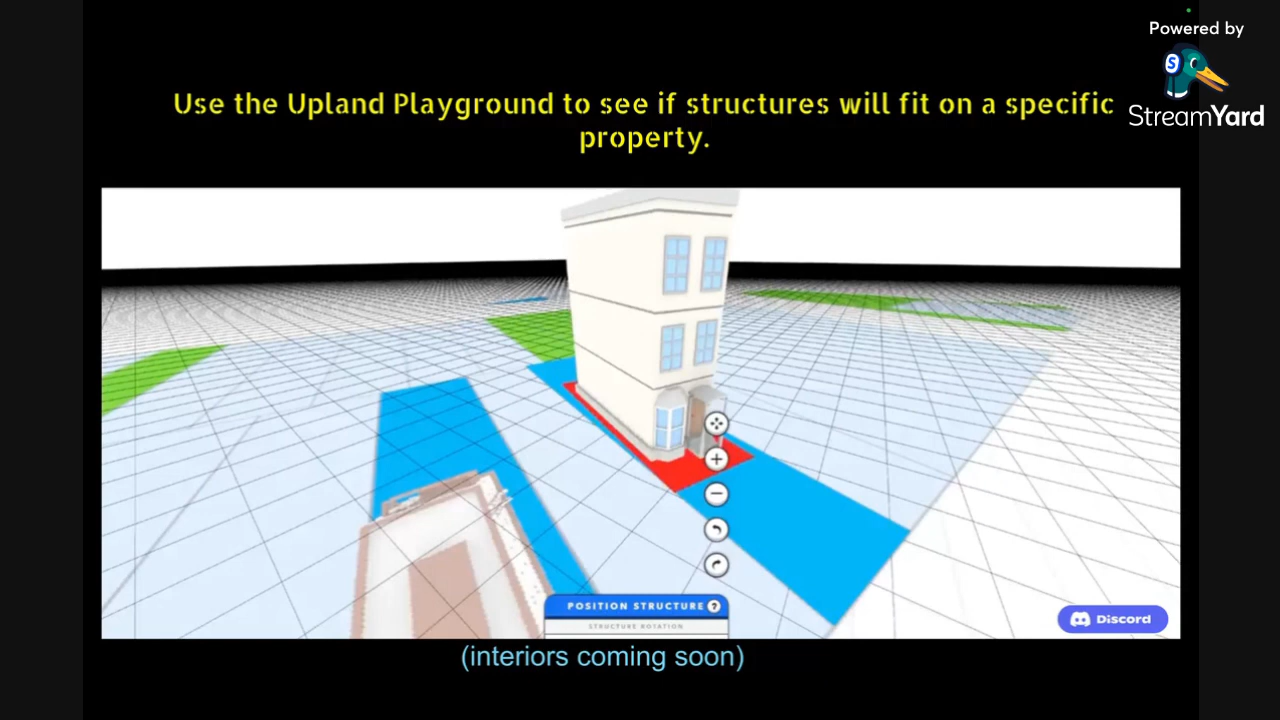 Powered by
StreamYard
Use the Upland Playground to see if structures will fit on a specific
property.
POSITION STRUCTURE ?
STRUCTURE ROTATION
Discord
(interiors coming soon)